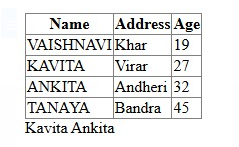 Name Address Age
VAISHNAVI Khar 19
KAVITA Virar 27
ANKITA Andheri 32
TANAYA Bandra 45
Kavita Ankita